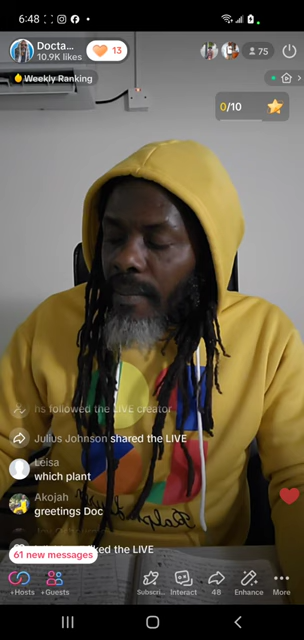 6:48
Docta...
10.9K likes
13
75
Weekly Ranking
0/10
hs followed the LIVE creator
Julius Johnson shared the LIVE
Leisa
which plant
Akojah
greetings Doc
61 new messages
ked the LIVE
+Hosts
+Guests
Subscri...
Interact
48
Enhance
More